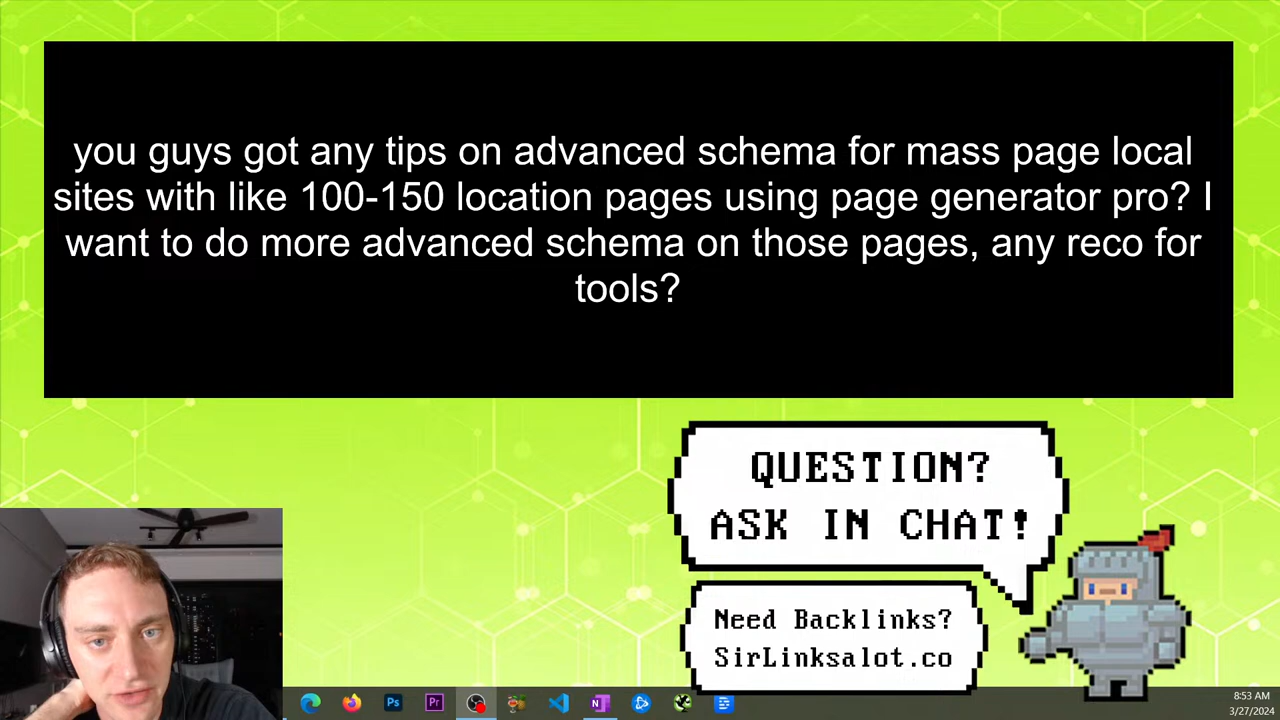 you guys got any tips on advanced schema for mass page local
sites with like 100-150 location pages using page generator pro? I
want to do more advanced schema on those pages, any reco for
tools?
QUESTION?
ASK IN CHAT!
Need Backlinks?
SirLinksalot.co
Ps
Pr
N
8:53 AM
3/27/2024